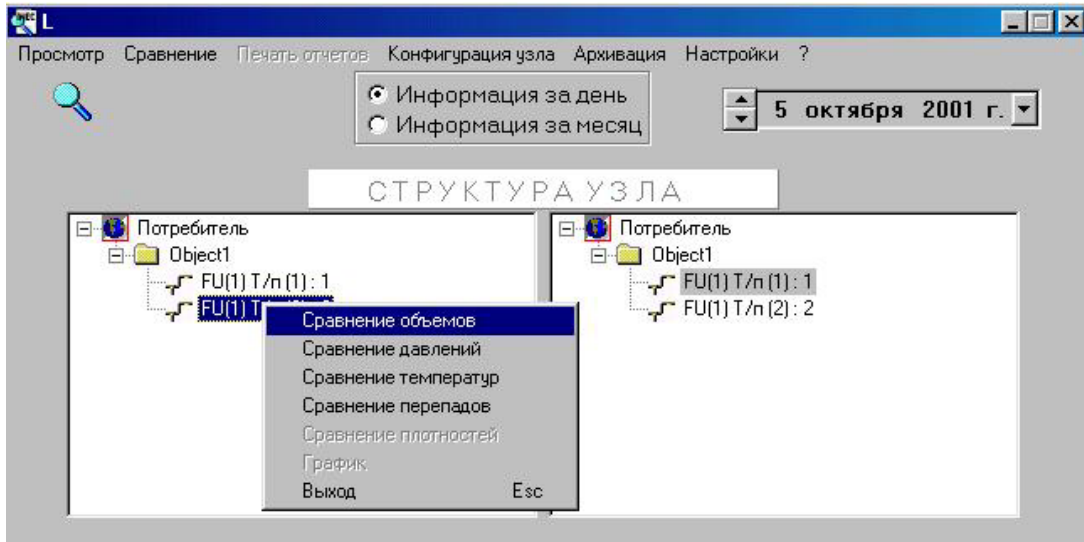 L
Просмотр Сравнение Печать отчетов Конфигурация узла Архивация Настройки ?
Информация за день
Информация за месяц
5 октября 2001 г.
СТРУКТУРА УЗЛА
Потребитель
Object1
FU(1) Т/п (1) : 1
FU(1) Т
Сравнение объемов
Сравнение давлений
Сравнение температур
Сравнение перепадов
Сравнение плотностей
График
Выход Esc
Потребитель
Object1
FU(1) Т/п (1) : 1
FU(1) Т/п (2) : 2